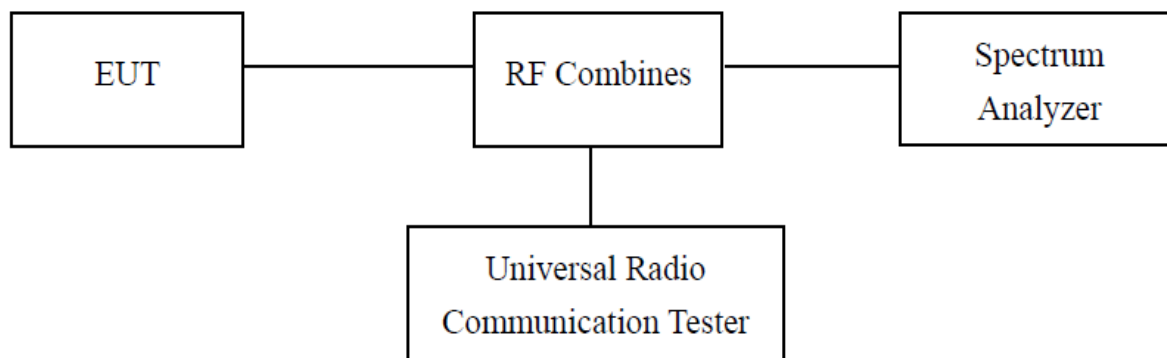 EUT
RF Combines
Spectrum
Analyzer
Universal Radio
Communication Tester